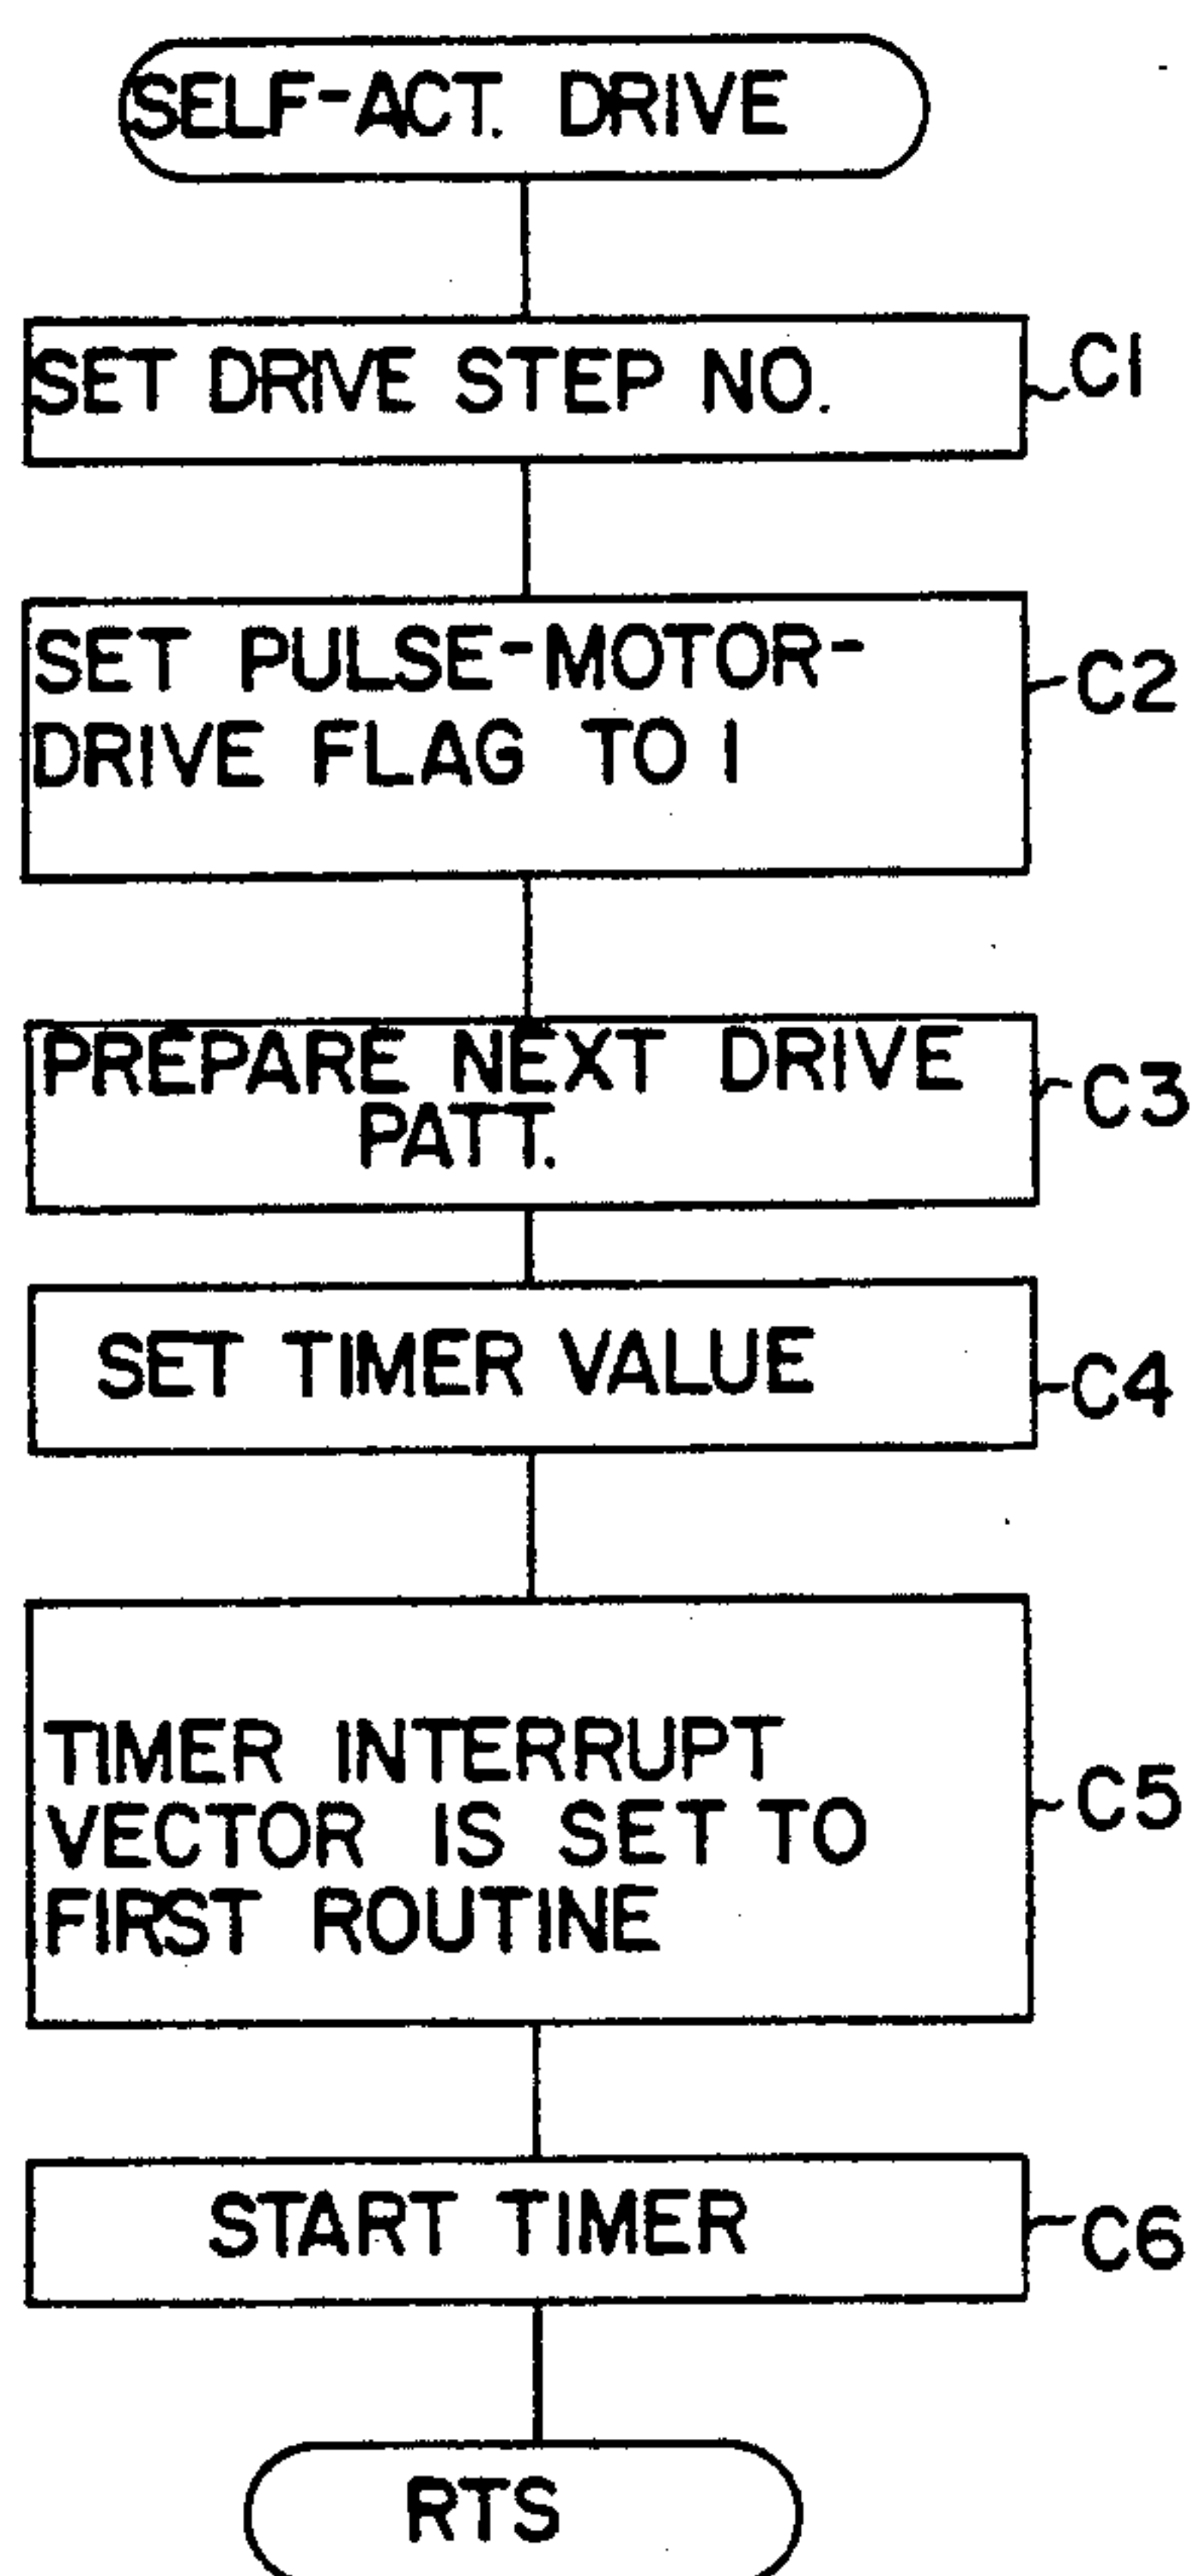 SELF-ACT. DRIVE
SET DRIVE STEP NO.
C1
SET PULSE-MOTOR-
DRIVE FLAG TO 1
C2
PREPARE NEXT DRIVE
PATT.
C3
SET TIMER VALUE
C4
TIMER INTERRUPT
VECTOR IS SET TO
FIRST ROUTINE
C5
START TIMER
C6
RTS